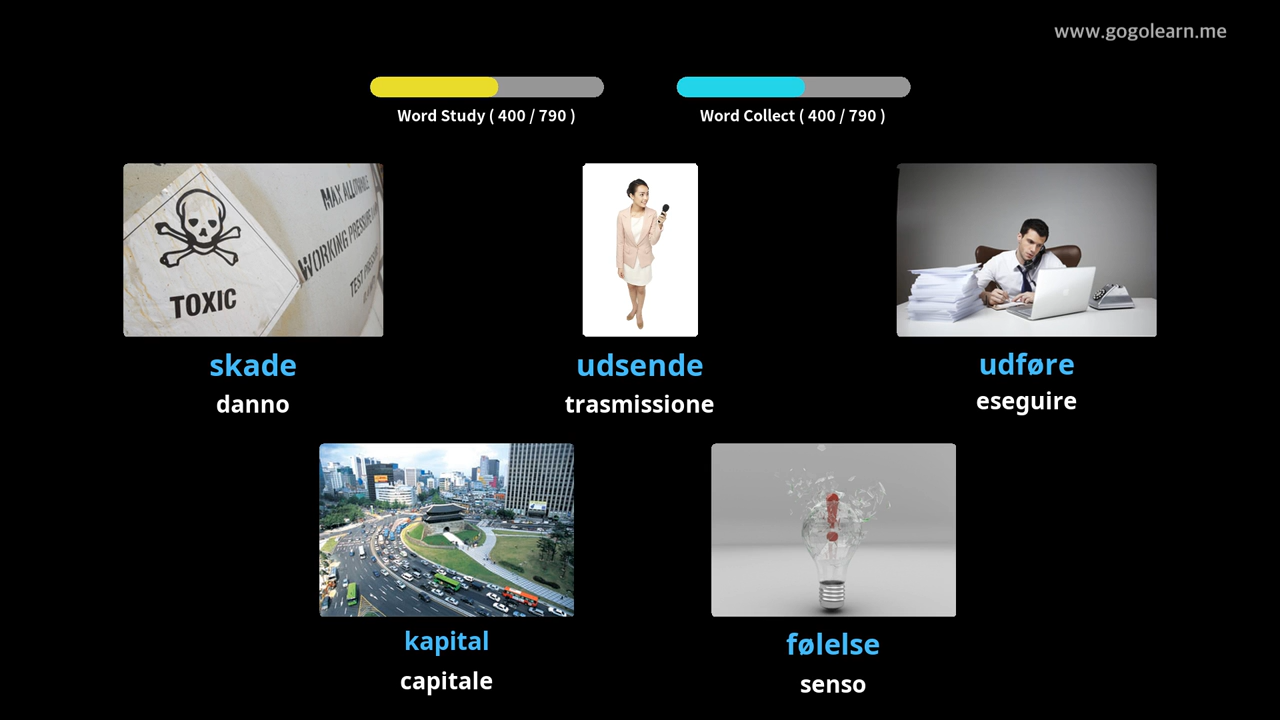 www.gogolearn.me
Word Study ( 400 / 790 )
Word Collect ( 400 / 790 )
TOXIC
MAX ALLOWABLE
WORKING PRESSURE
TEST
skade
danno
udsende
trasmissione
udføre
eseguire
kapital
capitale
følelse
senso